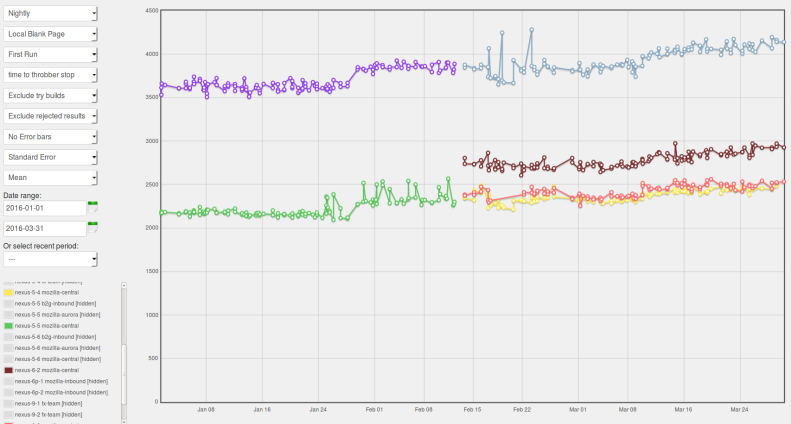 Nightly
Local Blank Page
First Run
time to throbber stop
Exclude try builds
Exclude rejected results
No Error bars
Standard Error
Mean
Date range:
2016-01-01
2016-03-31
Or select recent period:
---
nexus-5-4 mozilla-central
nexus-5-5 b2g-inbound [hidden]
nexus-5-5 mozilla-aurora [hidden]
nexus-5-5 mozilla-central
nexus-5-6 b2g-inbound [hidden]
nexus-5-6 mozilla-aurora [hidden]
nexus-5-6 mozilla-central [hidden]
nexus-6-2 mozilla-central
nexus-6p-1 mozilla-inbound [hidden]
nexus-6p-2 mozilla-inbound [hidden]
nexus-9-1 fx-team [hidden]
nexus-9-2 fx-team [hidden]
4500
4000
3500
3000
2500
2000
1500
1000
500
0
Jan 08
Jan 16
Jan 24
Feb 01
Feb 08
Feb 15
Feb 22
Mar 01
Mar 08
Mar 16
Mar 24